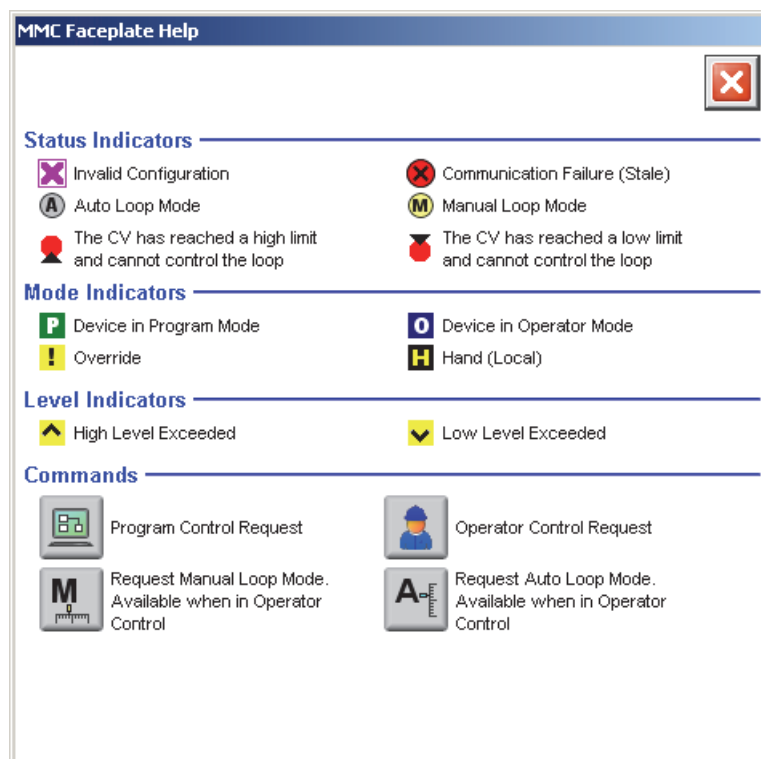 MMC Faceplate Help
Status Indicators
Invalid Configuration
Communication Failure (Stale)
A Auto Loop Mode
M Manual Loop Mode
The CV has reached a high limit
and cannot control the loop
The CV has reached a low limit
and cannot control the loop
Mode Indicators
P Device in Program Mode
O Device in Operator Mode
! Override
H Hand (Local)
Level Indicators
High Level Exceeded
Low Level Exceeded
Commands
Program Control Request
Operator Control Request
M
Request Manual Loop Mode.
Available when in Operator
Control
A
Request Auto Loop Mode.
Available when in Operator
Control